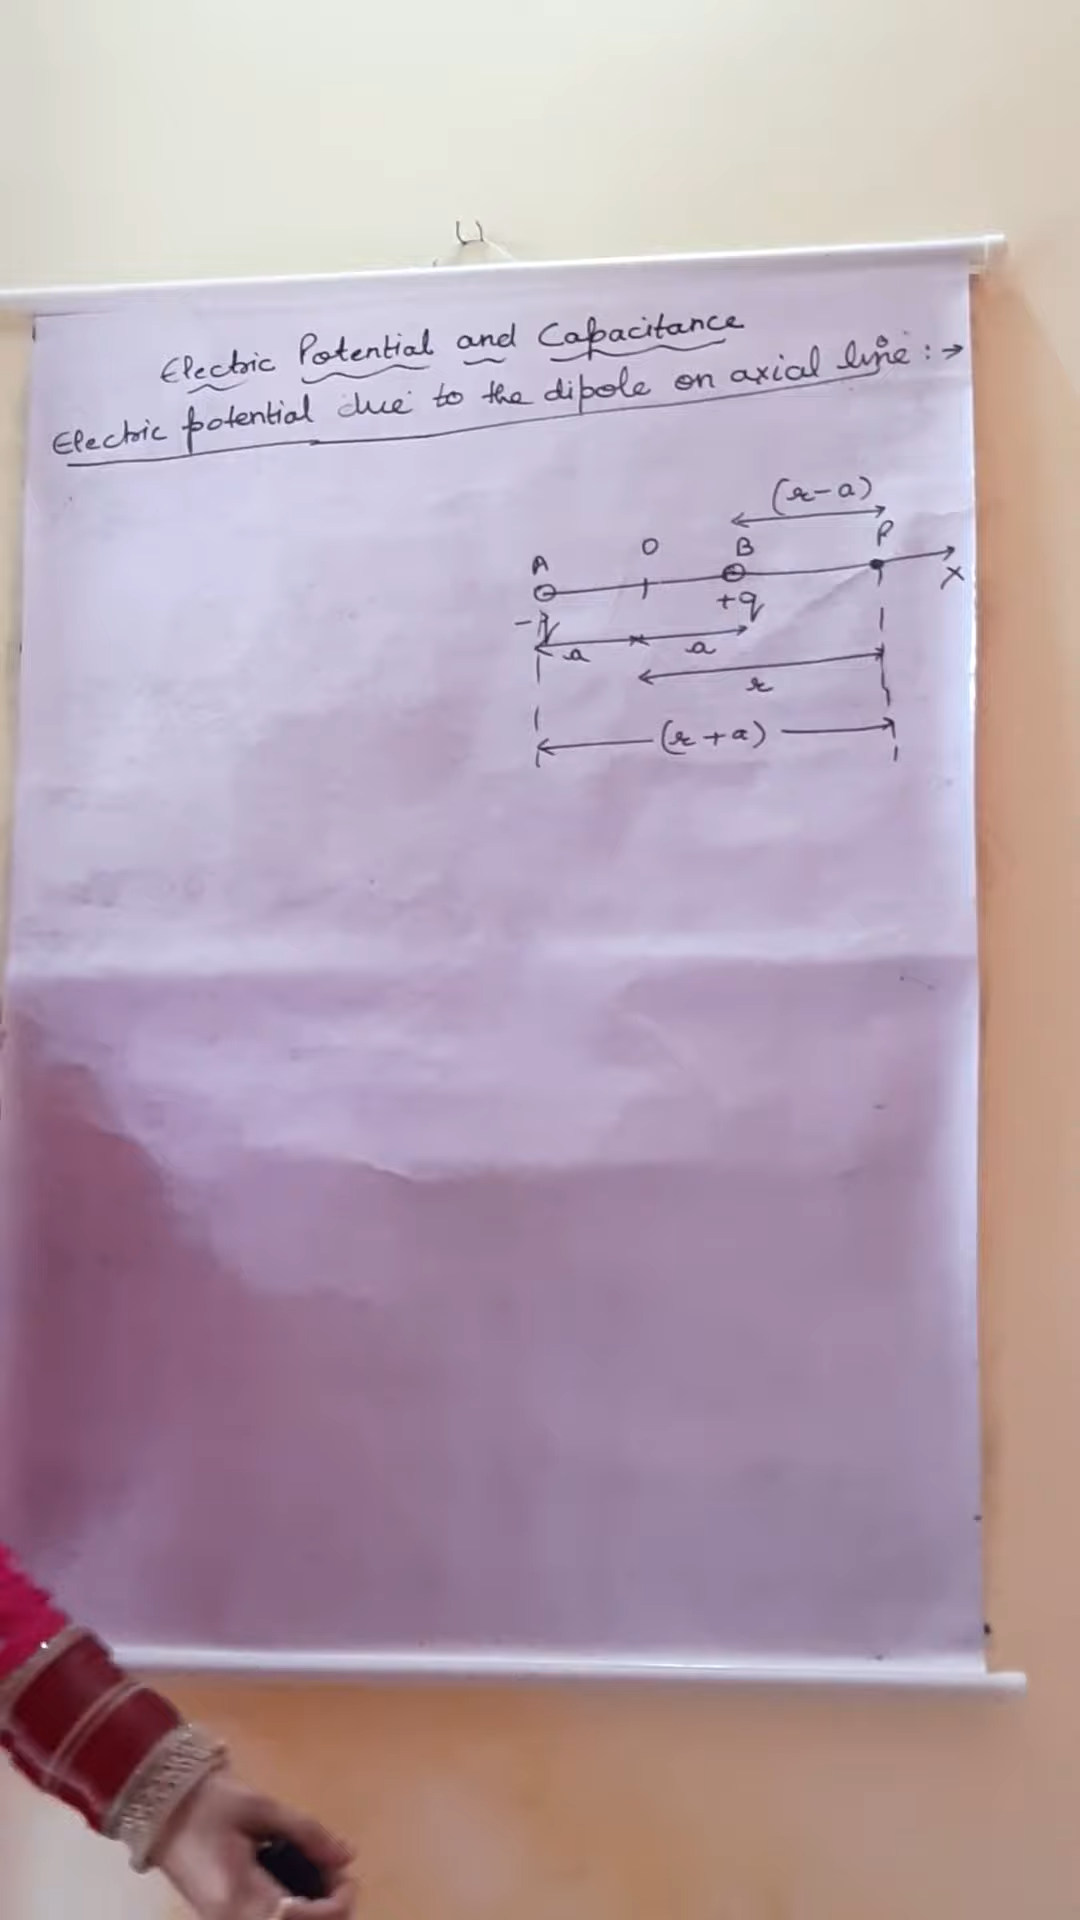 Electric Potential and Capacitance
Electric potential due to the dipole on axial line :→
(r-a)
A O B P
X
-q +q
a a
r
(r+a)